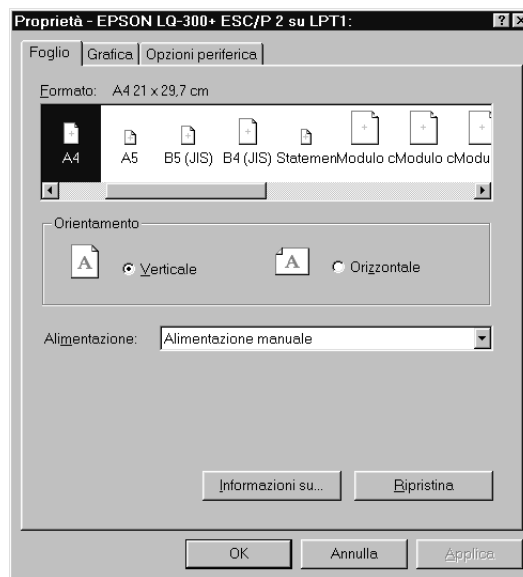 Proprietà - EPSON LQ-300+ ESC/P 2 su LPT1:
Foglio Grafica Opzioni periferica
Formato: A4 21 x 29,7 cm
A4 A5 B5 (JIS) B4 (JIS) Statemen Modulo c Modulo c Modu
Orientamento
A Verticale A Orizzontale
Alimentazione: Alimentazione manuale
Informazioni su... Ripristina
OK Annulla Applica